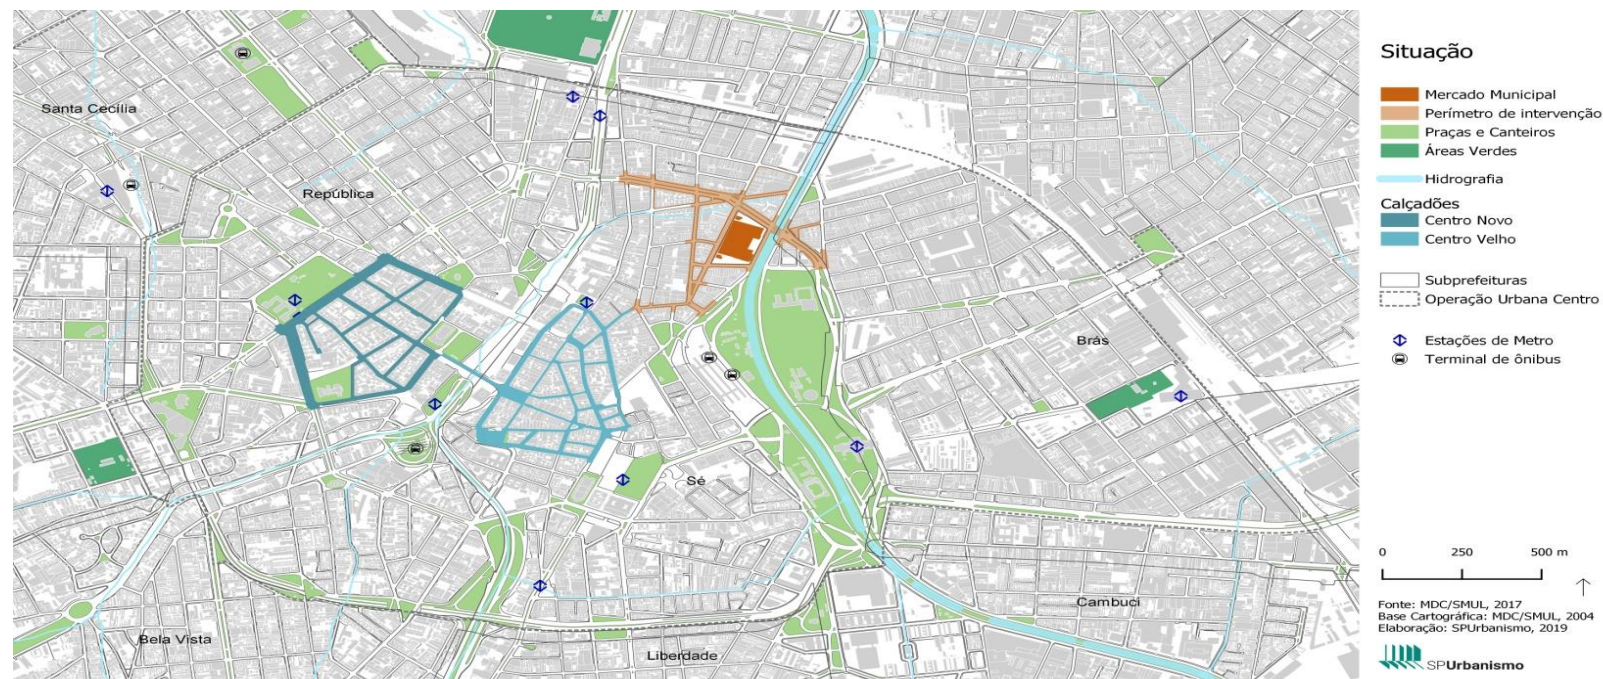 Situação
Mercado Municipal
Perímetro de intervenção
Praças e Canteiros
Áreas Verdes
Hidrografia
Calçadões
Centro Novo
Centro Velho
Subprefeituras
Operação Urbana Centro
Estações de Metro
Terminal de ônibus
0 250 500 m
Fonte: MDC/SMUL, 2017
Base Cartográfica: MDC/SMUL, 2004
Elaboração: SPUrbanismo, 2019
SPUrbanismo
Santa Cecília
República
Brás
Sé
Cambuci
Bela Vista
Liberdade